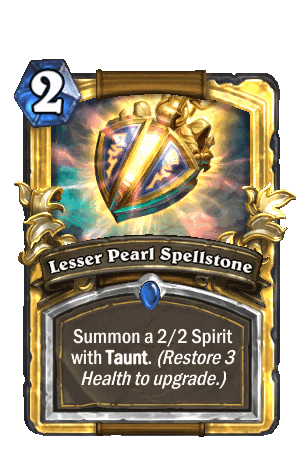 2
Lesser Pearl Spellstone
Summon a 2/2 Spirit
with Taunt. (Restore 3
Health to upgrade.)